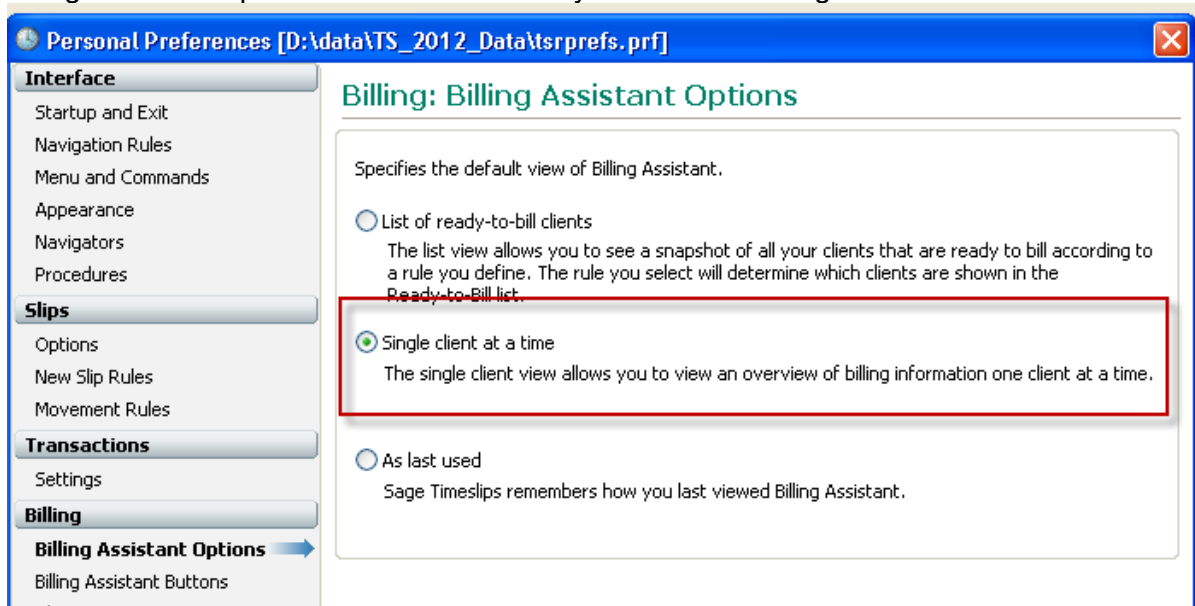 Personal Preferences [D:\data\TS_2012_Data\tsrprefs.prf]
Interface
Startup and Exit
Navigation Rules
Menu and Commands
Appearance
Navigators
Procedures
Slips
Options
New Slip Rules
Movement Rules
Transactions
Settings
Billing
Billing Assistant Options
Billing Assistant Buttons
Billing: Billing Assistant Options
Specifies the default view of Billing Assistant.
List of ready-to-bill clients
The list view allows you to see a snapshot of all your clients that are ready to bill according to
a rule you define. The rule you select will determine which clients are shown in the
Ready-to-Bill list.
Single client at a time
The single client view allows you to view an overview of billing information one client at a time.
As last used
Sage Timeslips remembers how you last viewed Billing Assistant.